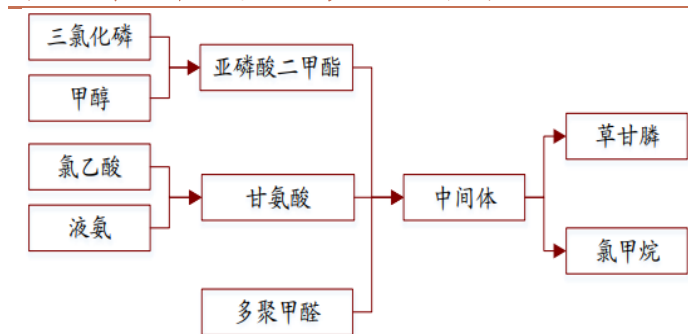 三氯化磷
甲醇
亚磷酸二甲酯
氯乙酸
液氨
甘氨酸
多聚甲醛
中间体
草甘膦
氯甲烷